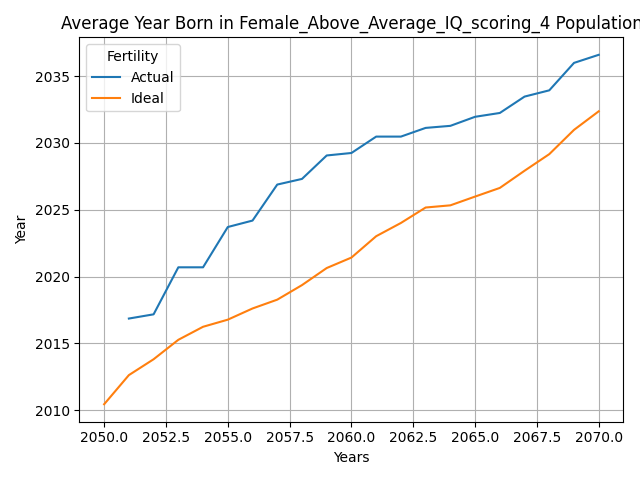 Average Year Born in Female_Above_Average_IQ_scoring_4 Population
Fertility
Actual
Ideal
Year
2035
2030
2025
2020
2015
2010
2050.0 2052.5 2055.0 2057.5 2060.0 2062.5 2065.0 2067.5 2070.0
Years